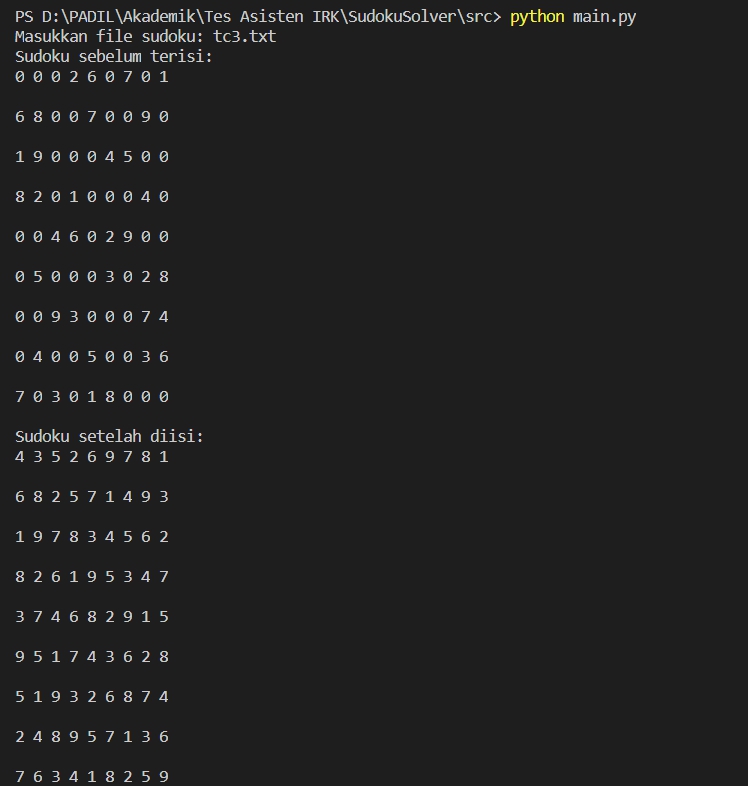 PS D:\PADIL\Akademik\Tes Asisten IRK\SudokuSolver\src> python main.py
Masukkan file sudoku: tc3.txt
Sudoku sebelum terisi:
0 0 0 2 6 0 7 0 1
6 8 0 0 7 0 0 9 0
1 9 0 0 0 4 5 0 0
8 2 0 1 0 0 0 4 0
0 0 4 6 0 2 9 0 0
0 5 0 0 0 3 0 2 8
0 0 9 3 0 0 0 7 4
0 4 0 0 5 0 0 3 6
7 0 3 0 1 8 0 0 0
Sudoku setelah diisi:
4 3 5 2 6 9 7 8 1
6 8 2 5 7 1 4 9 3
1 9 7 8 3 4 5 6 2
8 2 6 1 9 5 3 4 7
3 7 4 6 8 2 9 1 5
9 5 1 7 4 3 6 2 8
5 1 9 3 2 6 8 7 4
2 4 8 9 5 7 1 3 6
7 6 3 4 1 8 2 5 9